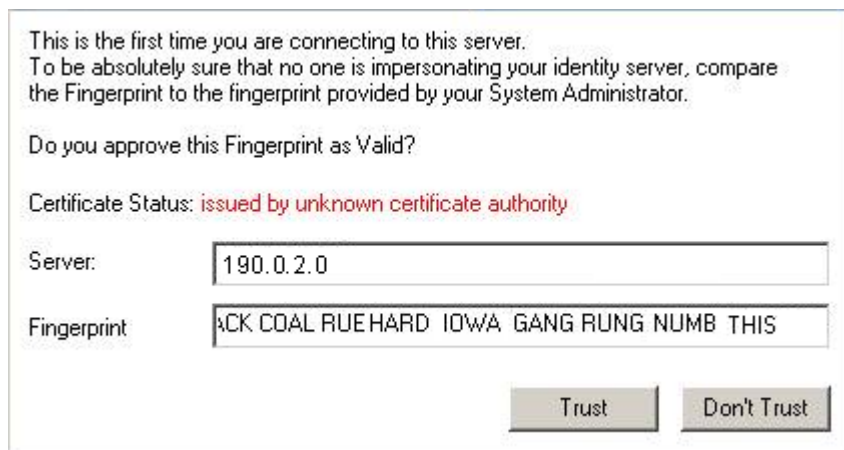 This is the first time you are connecting to this server.
To be absolutely sure that no one is impersonating your identity server, compare
the Fingerprint to the fingerprint provided by your System Administrator.
Do you approve this Fingerprint as Valid?
Certificate Status: issued by unknown certificate authority
Server: 190.0.2.0
Fingerprint COAL RUEHARD IOWA GANG RUNG NUMB THIS
Trust Don't Trust